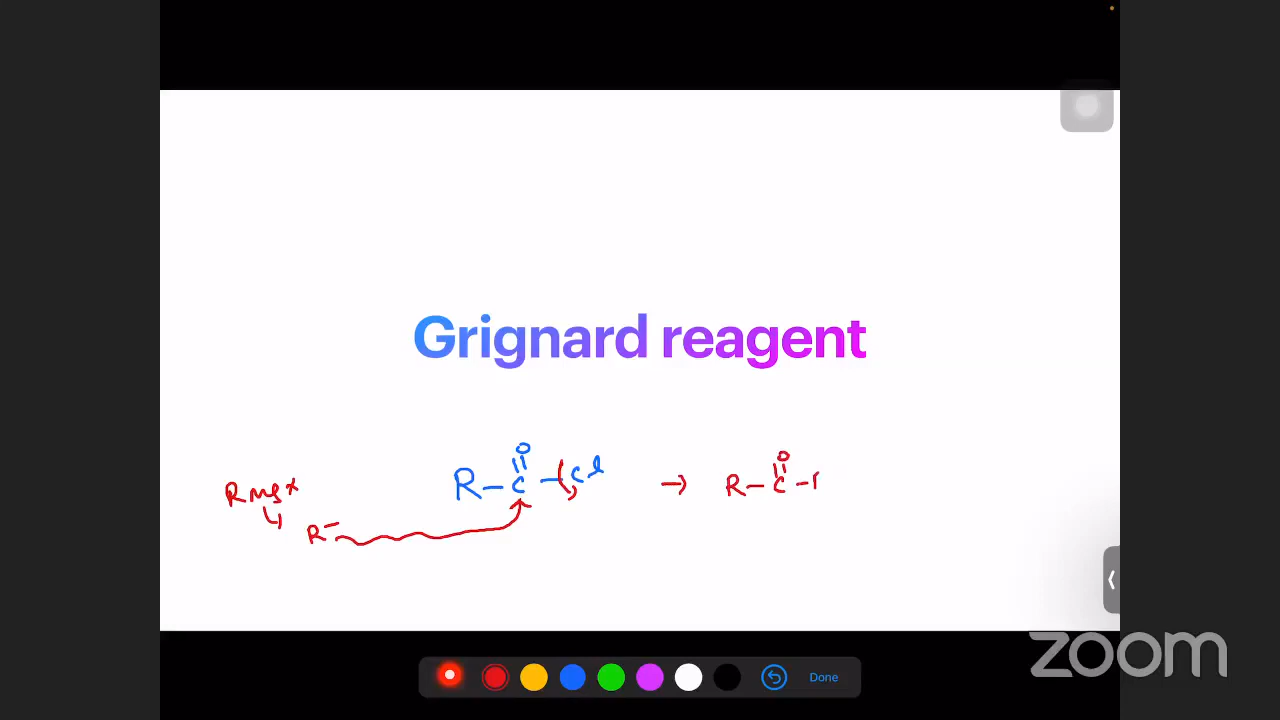 Grignard reagent
O O
R – C – Cl → R – C – r
RMgX
R⁻
Done
zoom